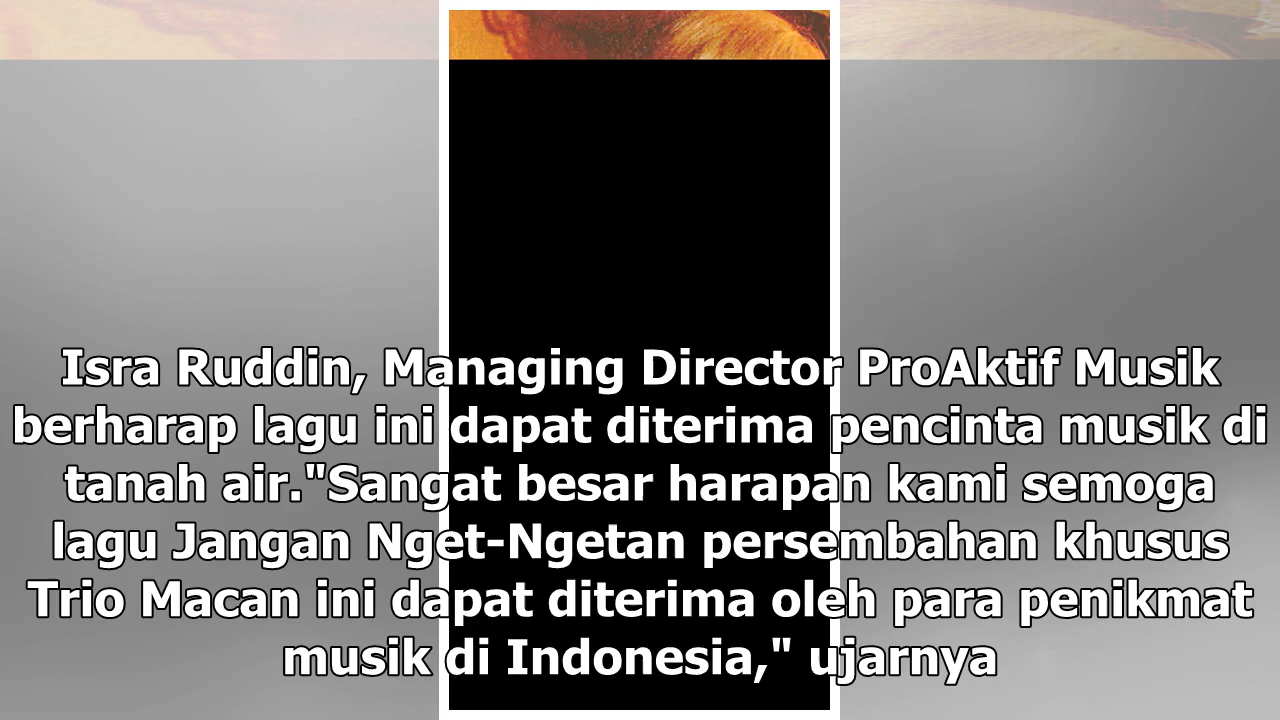 Isra Ruddin, Managing Director ProAktif Musik
berharap lagu ini dapat diterima pencinta musik di
tanah air."Sangat besar harapan kami semoga
lagu Jangan Nget-Ngetan persembahan khusus
Trio Macan ini dapat diterima oleh para penikmat
musik di Indonesia," ujarnya